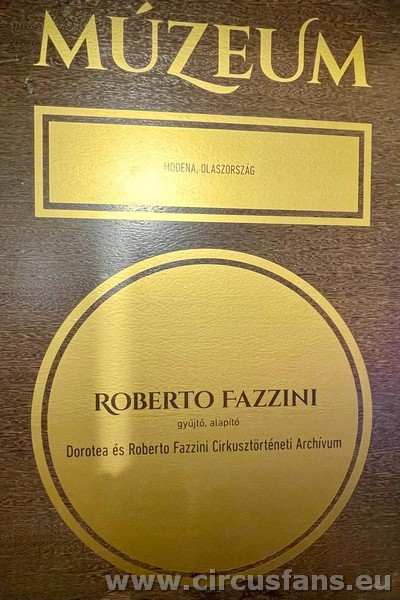 MÚZEUM
MODENA, OLASZORSZÁG
ROBERTO FAZZINI
gyűjtő, alapító
Dorotea és Roberto Fazzini Cirkusztörténeti Archívum
www.circusfans.eu